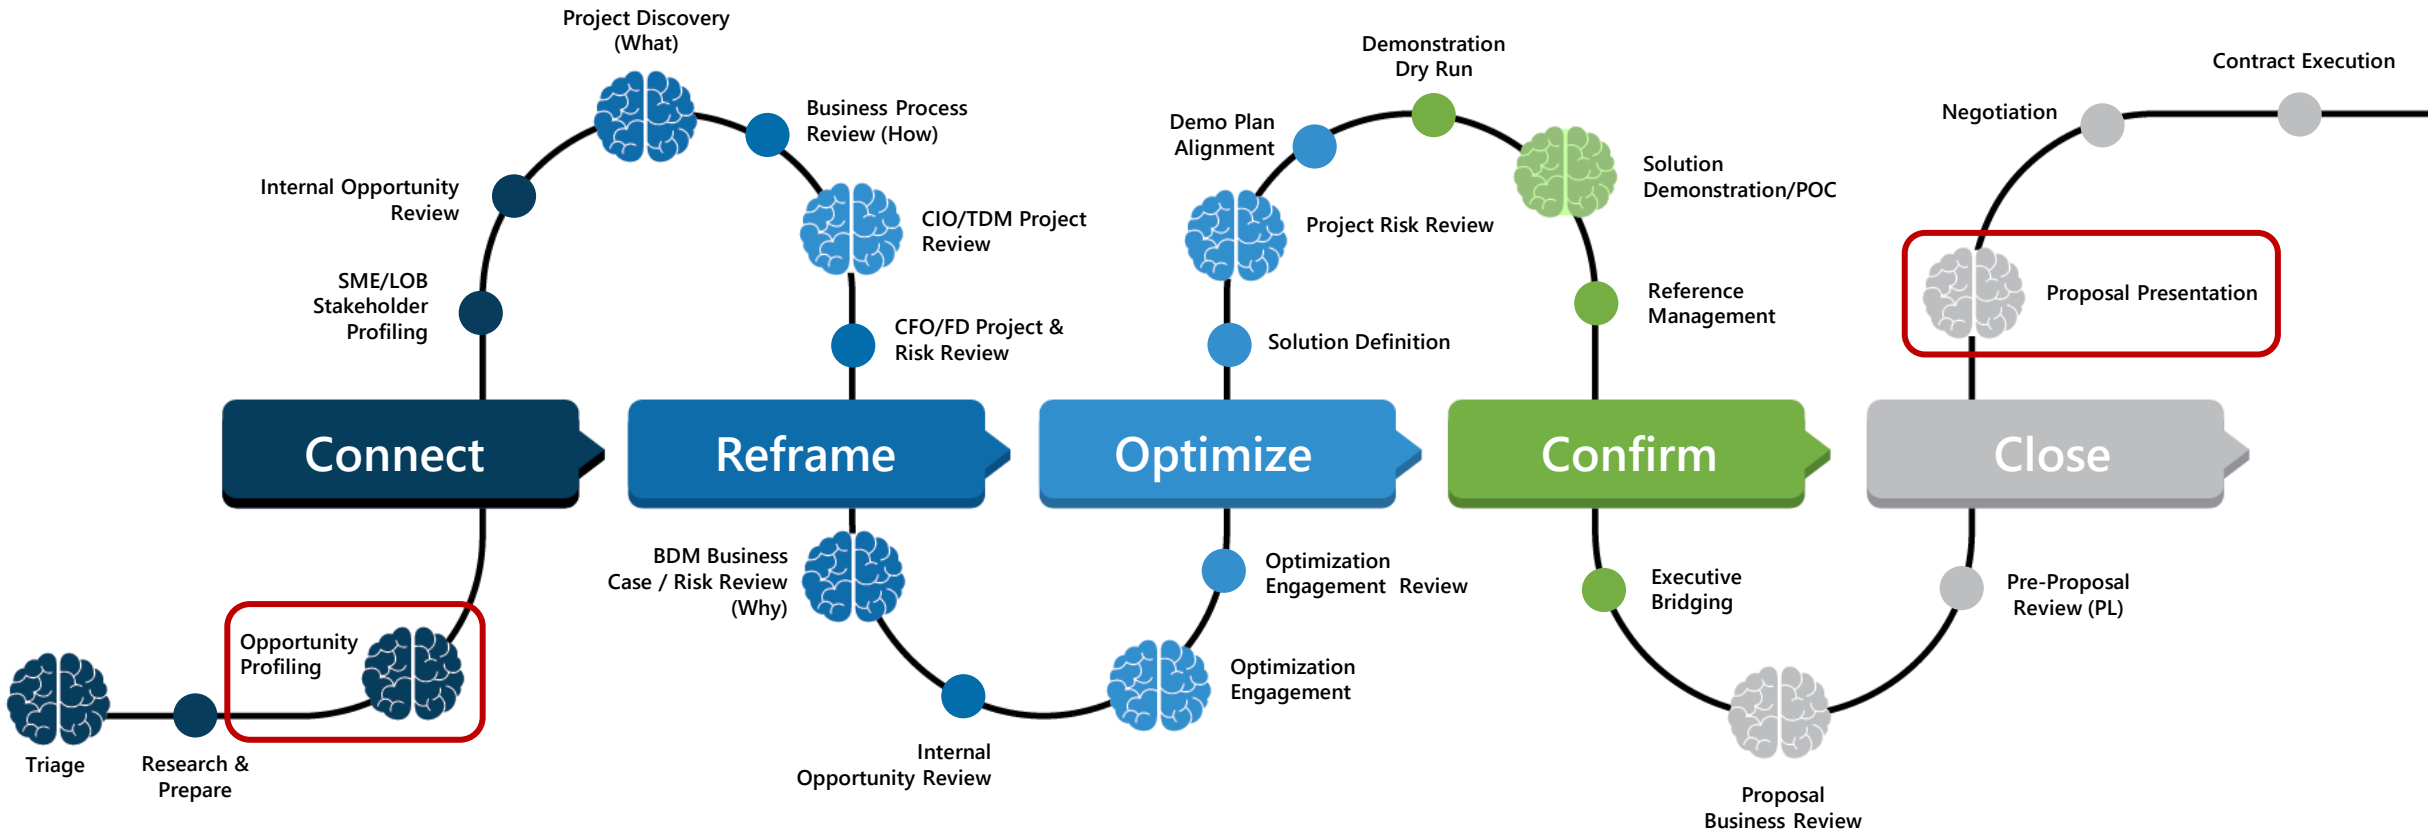 Project Discovery
(What)
Business Process
Review (How)
Internal Opportunity
Review
CIO/TDM Project
Review
SME/LOB
Stakeholder
Profiling
CFO/FD Project &
Risk Review
Demonstration
Dry Run
Demo Plan
Alignment
Solution
Demonstration/POC
Project Risk Review
Reference
Management
Solution Definition
Contract Execution
Negotiation
Proposal Presentation
Connect
Reframe
Optimize
Confirm
Close
BDM Business
Case / Risk Review
(Why)
Optimization
Engagement Review
Executive
Bridging
Pre-Proposal
Review (PL)
Opportunity
Profiling
Optimization
Engagement
Triage
Research &
Prepare
Internal
Opportunity Review
Proposal
Business Review